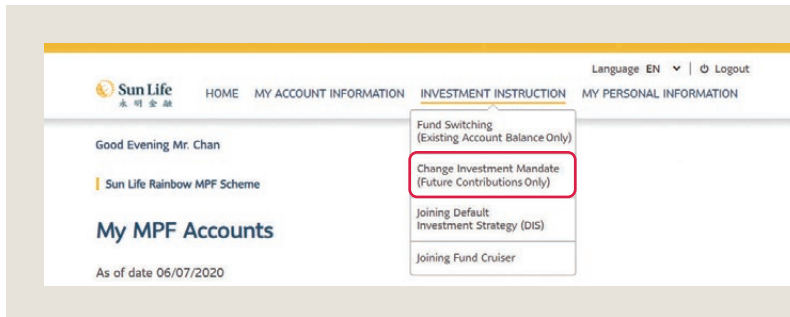 Language EN | Logout
Sun Life
永明金融
HOME MY ACCOUNT INFORMATION INVESTMENT INSTRUCTION MY PERSONAL INFORMATION
Good Evening Mr. Chan
Sun Life Rainbow MPF Scheme
My MPF Accounts
As of date 06/07/2020
Fund Switching
(Existing Account Balance Only)
Change Investment Mandate
(Future Contributions Only)
Joining Default
Investment Strategy (DIS)
Joining Fund Cruiser